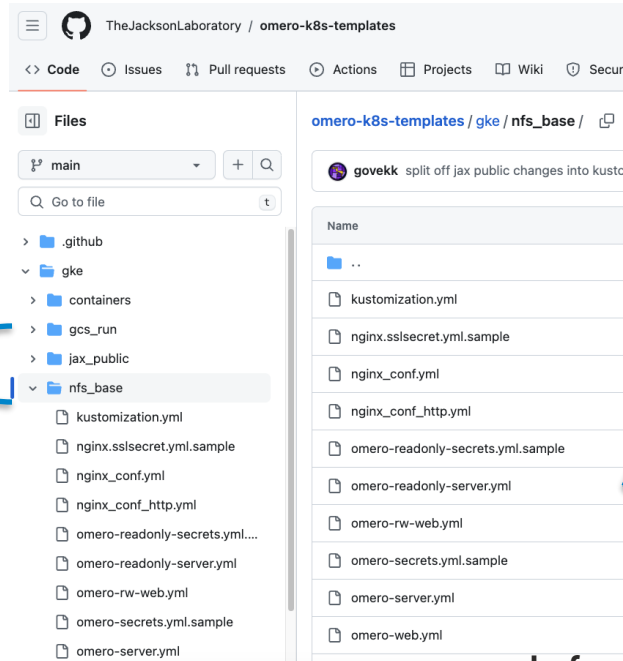 TheJacksonLaboratory / omero-k8s-templates
Code Issues Pull requests Actions Projects Wiki Secur
Files
main
Go to file t
.github
gke
containers
gcs_run
jax_public
nfs_base
kustomization.yml
nginx.sslsecret.yml.sample
nginx_conf.yml
nginx_conf_http.yml
omero-readonly-secrets.yml....
omero-readonly-server.yml
omero-rw-web.yml
omero-secrets.yml.sample
omero-server.yml
omero-k8s-templates / gke / nfs_base /
govekk split off jax public changes into kusto
Name
..
kustomization.yml
nginx.sslsecret.yml.sample
nginx_conf.yml
nginx_conf_http.yml
omero-readonly-secrets.yml.sample
omero-readonly-server.yml
omero-rw-web.yml
omero-secrets.yml.sample
omero-server.yml
omero-web.yml